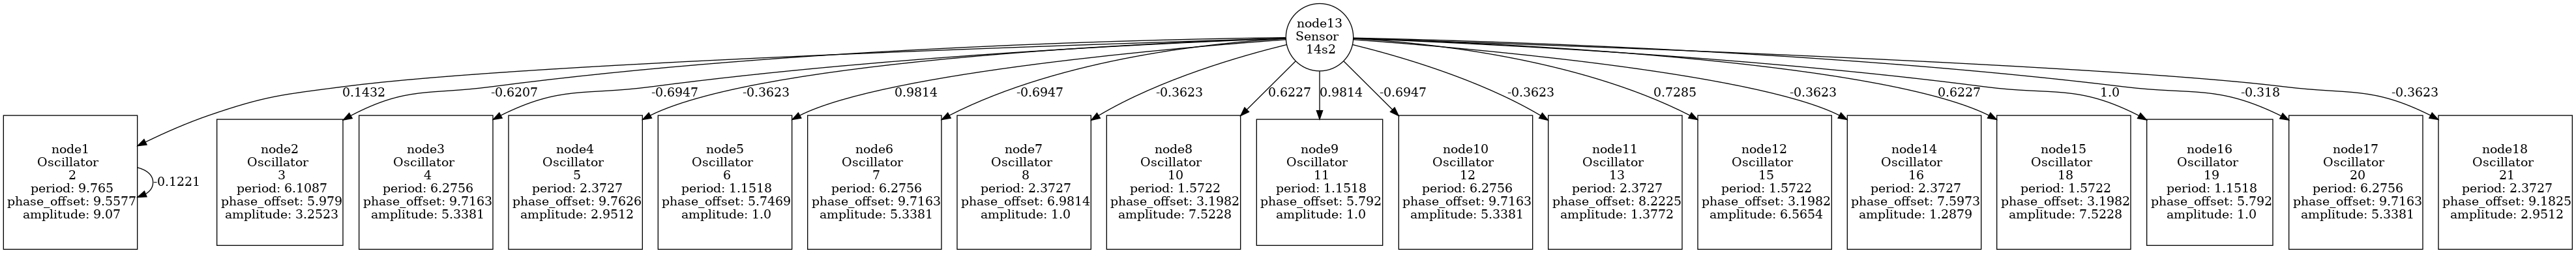 node13
Sensor
14s2
0.1432
-0.6207
-0.6947
-0.3623
0.9814
-0.6947
-0.3623
0.6227
0.9814
-0.6947
-0.3623
0.7285
-0.3623
0.6227
1.0
-0.318
-0.3623
node1
Oscillator
2
period: 9.765
phase_offset: 9.5577
amplitude: 9.07
-0.1221
node2
Oscillator
3
period: 6.1087
phase_offset: 5.979
amplitude: 3.2523
node3
Oscillator
4
period: 6.2756
phase_offset: 9.7163
amplitude: 5.3381
node4
Oscillator
5
period: 2.3727
phase_offset: 9.7626
amplitude: 2.9512
node5
Oscillator
6
period: 1.1518
phase_offset: 5.7469
amplitude: 1.0
node6
Oscillator
7
period: 6.2756
phase_offset: 9.7163
amplitude: 5.3381
node7
Oscillator
8
period: 2.3727
phase_offset: 6.9814
amplitude: 1.0
node8
Oscillator
10
period: 1.5722
phase_offset: 3.1982
amplitude: 7.5228
node9
Oscillator
11
period: 1.1518
phase_offset: 5.792
amplitude: 1.0
node10
Oscillator
12
period: 6.2756
phase_offset: 9.7163
amplitude: 5.3381
node11
Oscillator
13
period: 2.3727
phase_offset: 8.2225
amplitude: 1.3772
node12
Oscillator
15
period: 1.5722
phase_offset: 3.1982
amplitude: 6.5654
node14
Oscillator
16
period: 2.3727
phase_offset: 7.5973
amplitude: 1.2879
node15
Oscillator
18
period: 1.5722
phase_offset: 3.1982
amplitude: 7.5228
node16
Oscillator
19
period: 1.1518
phase_offset: 5.792
amplitude: 1.0
node17
Oscillator
20
period: 6.2756
phase_offset: 9.7163
amplitude: 5.3381
node18
Oscillator
21
period: 2.3727
phase_offset: 9.1825
amplitude: 2.9512